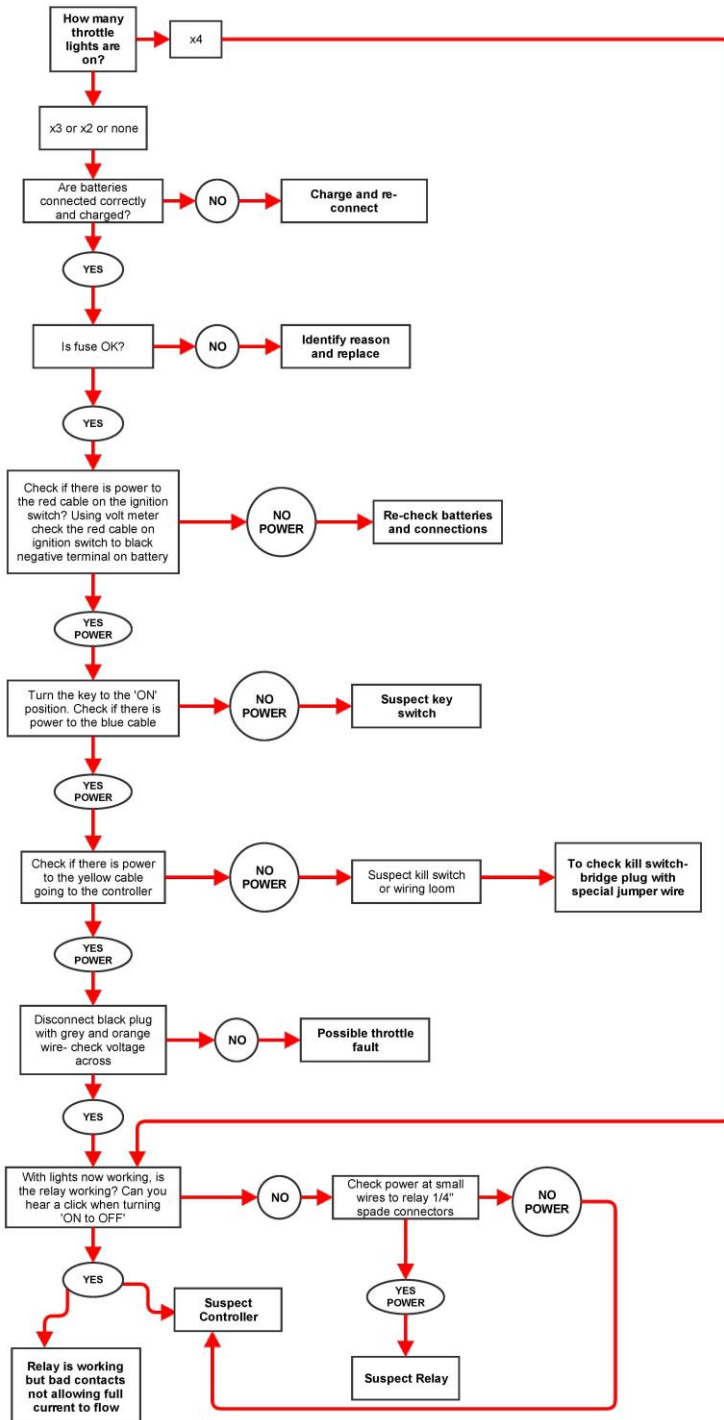 How many
throttle
lights are
on?
x4
x3 or x2 or none
Are batteries
connected correctly
and charged?
NO
Charge and re-
connect
YES
Is fuse OK?
NO
Identify reason
and replace
YES
Check if there is power to
the red cable on the ignition
switch? Using volt meter
check the red cable on
ignition switch to black
negative terminal on battery
NO
POWER
Re-check batteries
and connections
YES
POWER
Turn the key to the 'ON'
position. Check if there is
power to the blue cable
NO
POWER
Suspect key
switch
YES
POWER
Check if there is power
to the yellow cable
going to the controller
NO
POWER
Suspect kill switch
or wiring loom
To check kill switch-
bridge plug with
special jumper wire
YES
POWER
Disconnect black plug
with grey and orange
wire- check voltage
across
NO
Possible throttle
fault
YES
With lights now working, is
the relay working? Can you
hear a click when turning
'ON to OFF'
NO
Check power at small
wires to relay 1/4"
spade connectors
NO
POWER
YES
YES
POWER
Suspect
Controller
Relay is working
but bad contacts
not allowing full
current to flow
Suspect Relay